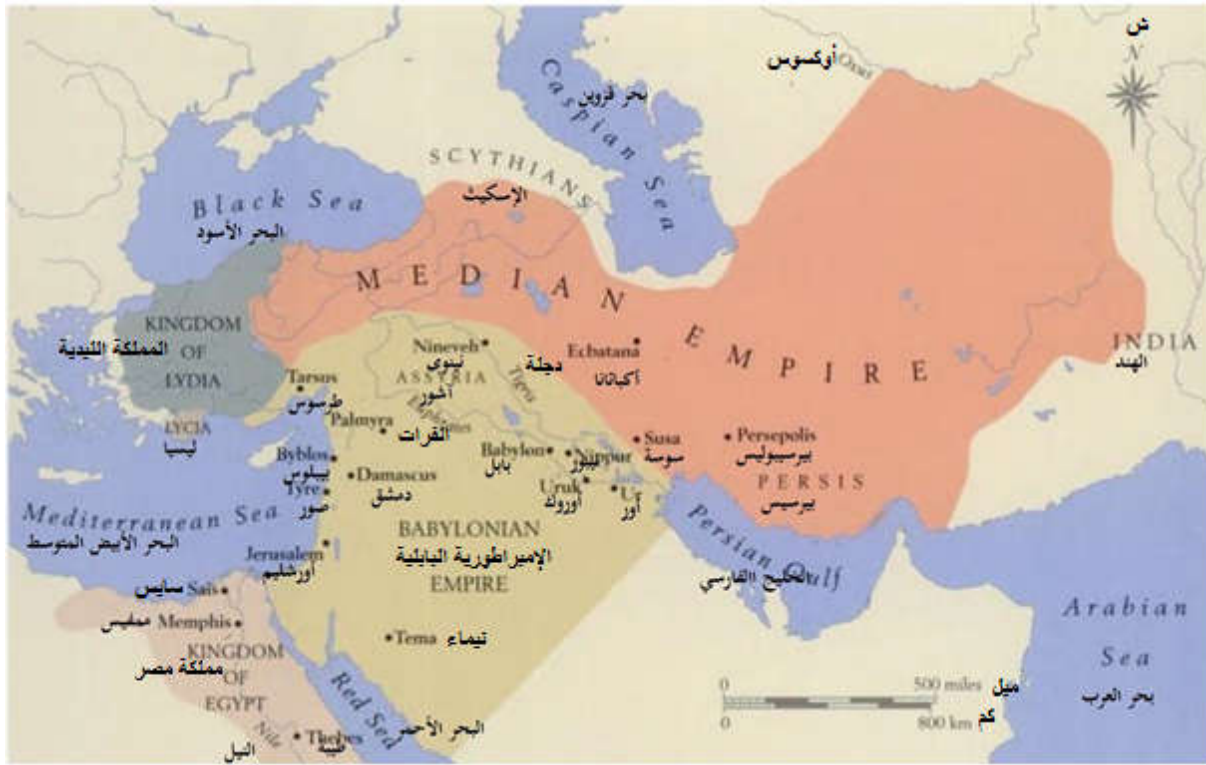 ش
N
أوكسوس
Oxus
بحر قزوين
Caspian Sea
SCYTHIANS
الإسكيث
Black Sea
البحر الأسود
MEDIAN EMPIRE
KINGDOM
OF
LYDIA
المملكة الليدية
INDIA
الهند
Nineveh
نينوى
ASSYRIA
آشور
Tigris
دجلة
Ecbatana
أكباتانا
Tarsus
طرسوس
LYCIA
ليسيا
Palmyra
Euphrates
الفرات
Byblos
بيبلوس
Damascus
دمشق
Tyre
صور
Babylon
بابل
Nippur
نيبور
Uruk
أوروك
Ur
أور
Susa
سوسة
Persepolis
بيرسيبوليس
PERSIS
بيرسيس
Mediterranean Sea
البحر الأبيض المتوسط
BABYLONIAN
الإمبراطورية البابلية
EMPIRE
Jerusalem
أورشليم
Persian Gulf
الخليج الفارسي
Sais
سايس
Memphis
ممفيس
KINGDOM
مملكة مصر
OF
EGYPT
Tema
تيماء
Red Sea
البحر الأحمر
Nile
النيل
Thebes
طيبة
Arabian
Sea
بحر العرب
0 500 miles
ميل
0 800 km
كم